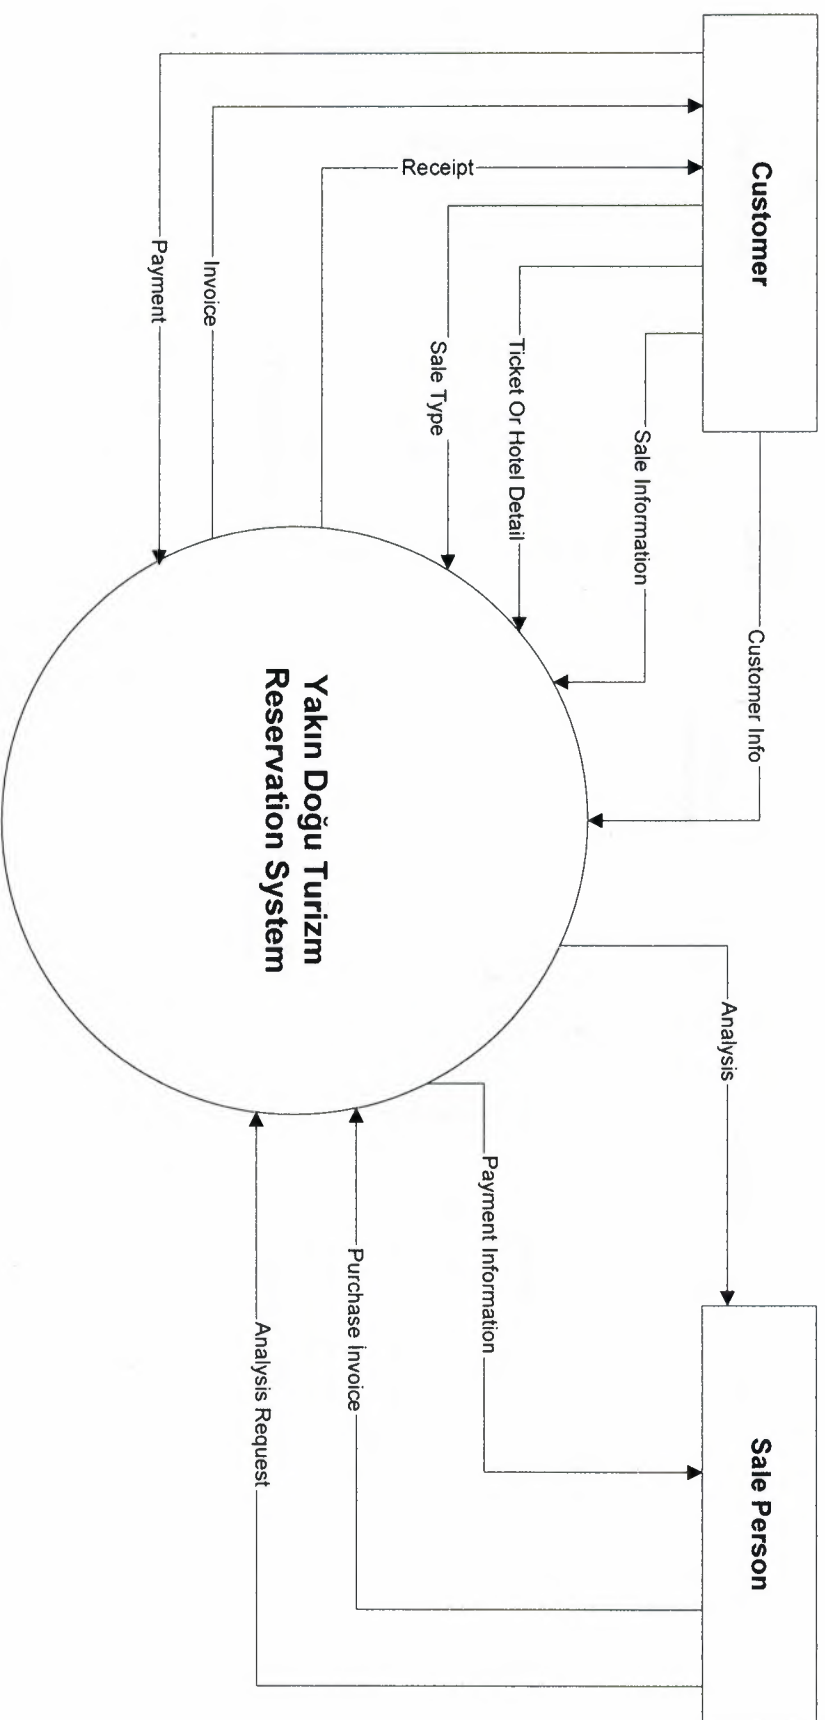 Customer
Sale Person
Customer Info
Analysis
Sale Information
Ticket Or Hotel Detail
Payment Information
Sale Type
Receipt
Purchase İnvoice
Invoice
Analysis Request
Payment
Yakın Doğu Turizm
Reservation System